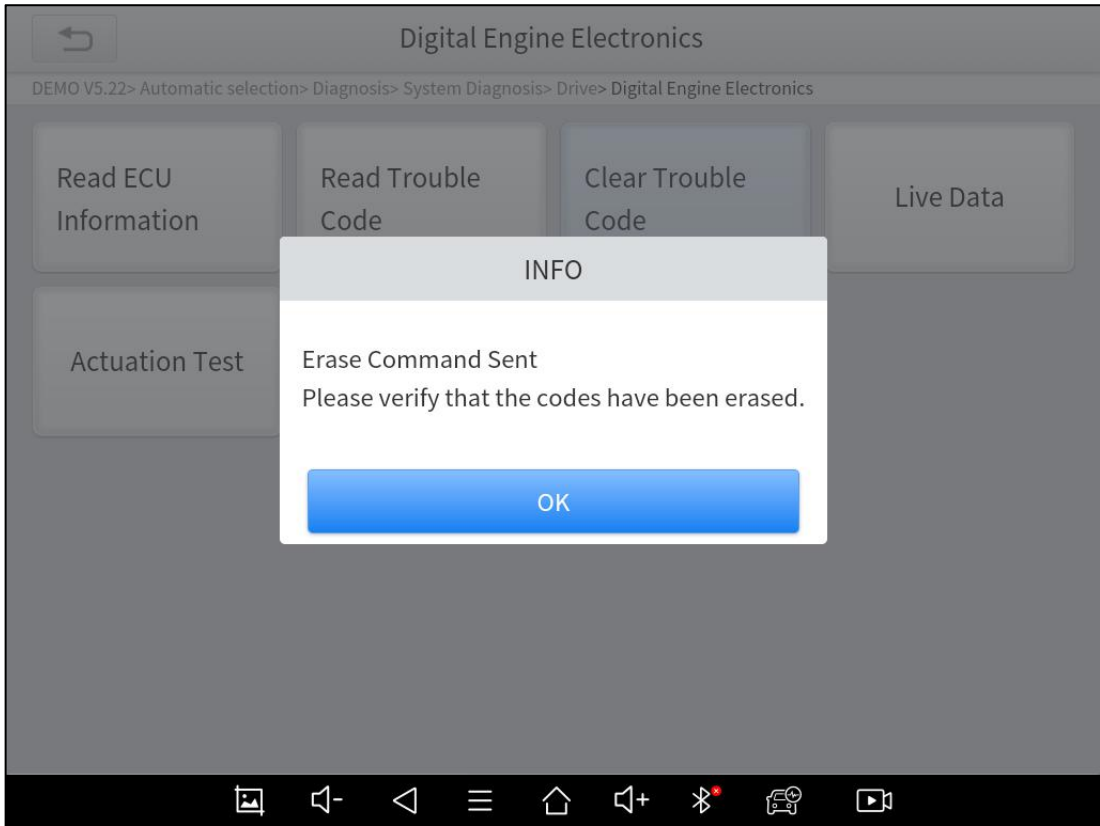 Digital Engine Electronics
DEMO V5.22> Automatic selection> Diagnosis> System Diagnosis> Drive> Digital Engine Electronics
Read ECU
Information
Read Trouble
Code
Clear Trouble
Code
Live Data
Actuation Test
INFO
Erase Command Sent
Please verify that the codes have been erased.
OK